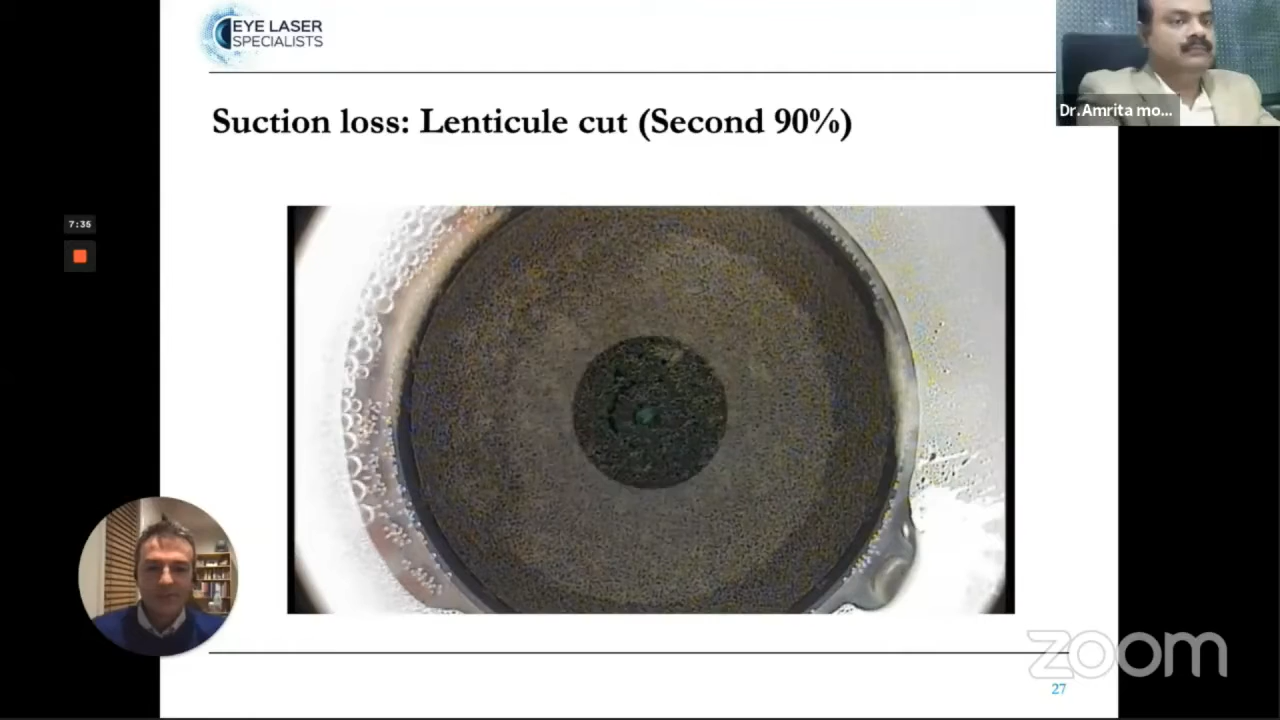 EYE LASER
SPECIALISTS
Dr.Amrita mo...
Suction loss: Lenticule cut (Second 90%)
7:35
zoom
27